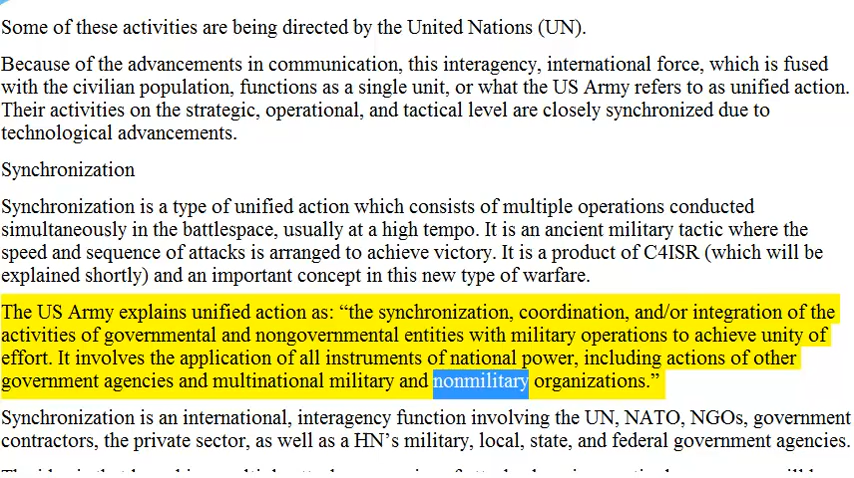 Some of these activities are being directed by the United Nations (UN).
Because of the advancements in communication, this interagency, international force, which is fused
with the civilian population, functions as a single unit, or what the US Army refers to as unified action.
Their activities on the strategic, operational, and tactical level are closely synchronized due to
technological advancements.
Synchronization
Synchronization is a type of unified action which consists of multiple operations conducted
simultaneously in the battlespace, usually at a high tempo. It is an ancient military tactic where the
speed and sequence of attacks is arranged to achieve victory. It is a product of C4ISR (which will be
explained shortly) and an important concept in this new type of warfare.
The US Army explains unified action as: “the synchronization, coordination, and/or integration of the
activities of governmental and nongovernmental entities with military operations to achieve unity of
effort. It involves the application of all instruments of national power, including actions of other
government agencies and multinational military and nonmilitary organizations.”
Synchronization is an international, interagency function involving the UN, NATO, NGOs, government
contractors, the private sector, as well as a HN’s military, local, state, and federal government agencies.